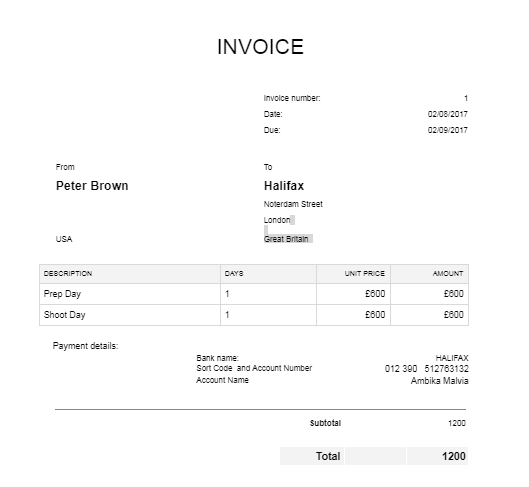 INVOICE
Invoice number: 1
Date: 02/08/2017
Due: 02/09/2017
From To
Peter Brown Halifax
Noterdam Street
London
USA Great Britain
DESCRIPTION DAYS UNIT PRICE AMOUNT
Prep Day 1 £600 £600
Shoot Day 1 £600 £600
Payment details:
Bank name: HALIFAX
Sort Code and Account Number 012 390 512763132
Account Name Ambika Malvia
Subtotal 1200
Total 1200